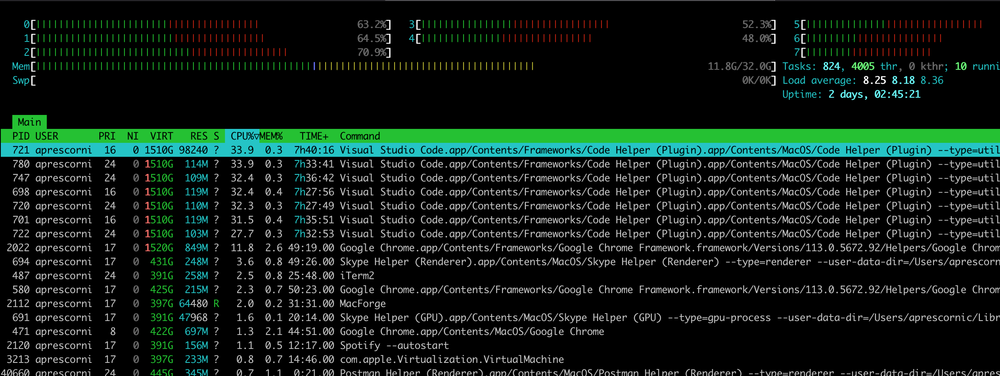 0[ 63.2%] 3[ 52.3%] 5[
1[ 64.5%] 4[ 48.0%] 6[
2[ 70.9%] 7[
Mem[ 11.8G/32.0G] Tasks: 824, 4005 thr, 0 kthr; 10 runni
Swp[ 0K/0K] Load average: 8.25 8.18 8.36
Uptime: 2 days, 02:45:21
Main
PID USER PRI NI VIRT RES S CPU%▽MEM% TIME+ Command
721 aprescorni 16 0 1510G 98240 ? 33.9 0.3 7h40:16 Visual Studio Code.app/Contents/Frameworks/Code Helper (Plugin).app/Contents/MacOS/Code Helper (Plugin) --type=util
780 aprescorni 24 0 1510G 114M ? 33.9 0.3 7h33:41 Visual Studio Code.app/Contents/Frameworks/Code Helper (Plugin).app/Contents/MacOS/Code Helper (Plugin) --type=util
747 aprescorni 24 0 1510G 109M ? 32.4 0.3 7h36:42 Visual Studio Code.app/Contents/Frameworks/Code Helper (Plugin).app/Contents/MacOS/Code Helper (Plugin) --type=util
698 aprescorni 16 0 1510G 119M ? 32.4 0.4 7h27:56 Visual Studio Code.app/Contents/Frameworks/Code Helper (Plugin).app/Contents/MacOS/Code Helper (Plugin) --type=util
720 aprescorni 24 0 1510G 110M ? 32.3 0.3 7h27:49 Visual Studio Code.app/Contents/Frameworks/Code Helper (Plugin).app/Contents/MacOS/Code Helper (Plugin) --type=util
701 aprescorni 16 0 1510G 119M ? 31.5 0.4 7h35:51 Visual Studio Code.app/Contents/Frameworks/Code Helper (Plugin).app/Contents/MacOS/Code Helper (Plugin) --type=util
722 aprescorni 24 0 1510G 103M ? 27.7 0.3 7h32:53 Visual Studio Code.app/Contents/Frameworks/Code Helper (Plugin).app/Contents/MacOS/Code Helper (Plugin) --type=util
2022 aprescorni 17 0 1520G 849M ? 11.8 2.6 49:19.00 Google Chrome.app/Contents/Frameworks/Google Chrome Framework.framework/Versions/113.0.5672.92/Helpers/Google Chrom
694 aprescorni 17 0 431G 248M ? 3.6 0.8 49:26.00 Skype Helper (Renderer).app/Contents/MacOS/Skype Helper (Renderer) --type=renderer --user-data-dir=/Users/aprescorn
487 aprescorni 24 0 391G 258M ? 2.5 0.8 25:48.00 iTerm2
580 aprescorni 17 0 425G 215M ? 2.3 0.7 50:23.00 Google Chrome.app/Contents/Frameworks/Google Chrome Framework.framework/Versions/113.0.5672.92/Helpers/Google Chrom
2112 aprescorni 17 0 397G 64480 R 2.0 0.2 31:31.00 MacForge
691 aprescorni 17 0 391G 47968 ? 1.6 0.1 20:14.00 Skype Helper (GPU).app/Contents/MacOS/Skype Helper (GPU) --type=gpu-process --user-data-dir=/Users/aprescornic/Libr
471 aprescorni 8 0 422G 697M ? 1.3 2.1 44:51.00 Google Chrome.app/Contents/MacOS/Google Chrome
2120 aprescorni 17 0 391G 156M ? 1.1 0.5 12:17.00 Spotify --autostart
3213 aprescorni 17 0 397G 233M ? 0.8 0.7 14:46.00 com.apple.Virtualization.VirtualMachine
40660 aprescorni 24 0 445G 345M ? 0.7 1.1 0:21.00 Postman Helper (Renderer).app/Contents/MacOS/Postman Helper (Renderer) --type=renderer --user-data-dir=/Users/apres